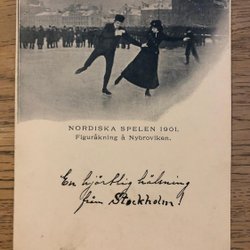 NORDISKA SPELEN 1901.
Figuråkning å Nybroviken.
En hjärtlig hälsning
från Stockholm!